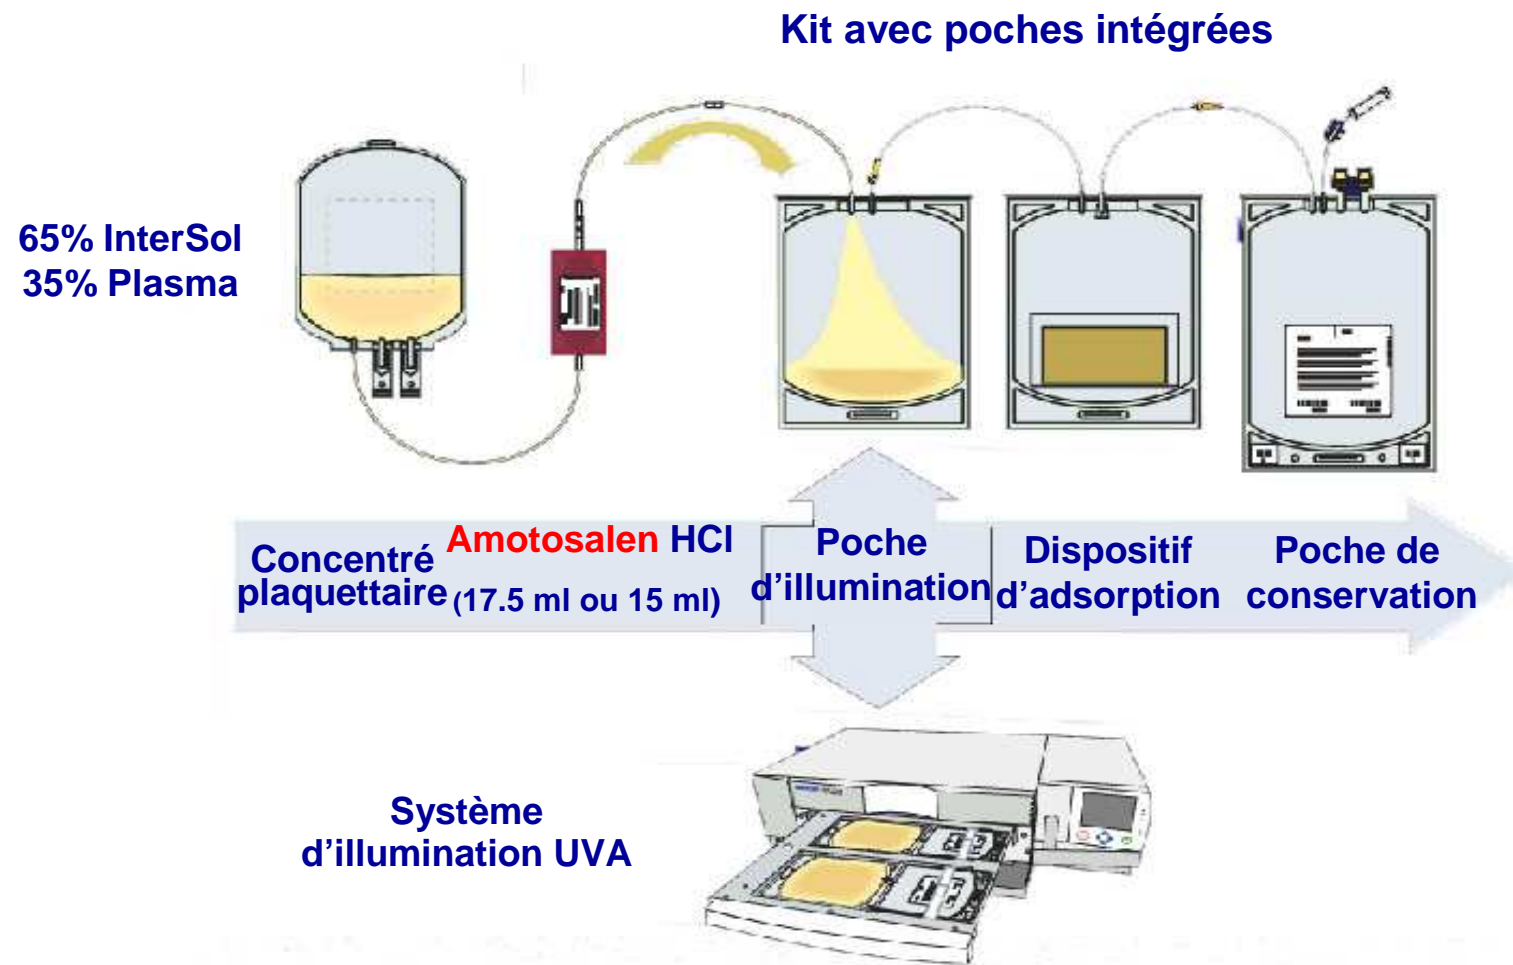 Kit avec poches intégrées
65% InterSol
35% Plasma
Concentré
plaquettaire
Amotosalen HCl
(17.5 ml ou 15 ml)
Poche
d’illumination
Dispositif
d’adsorption
Poche de
conservation
Système
d’illumination UVA